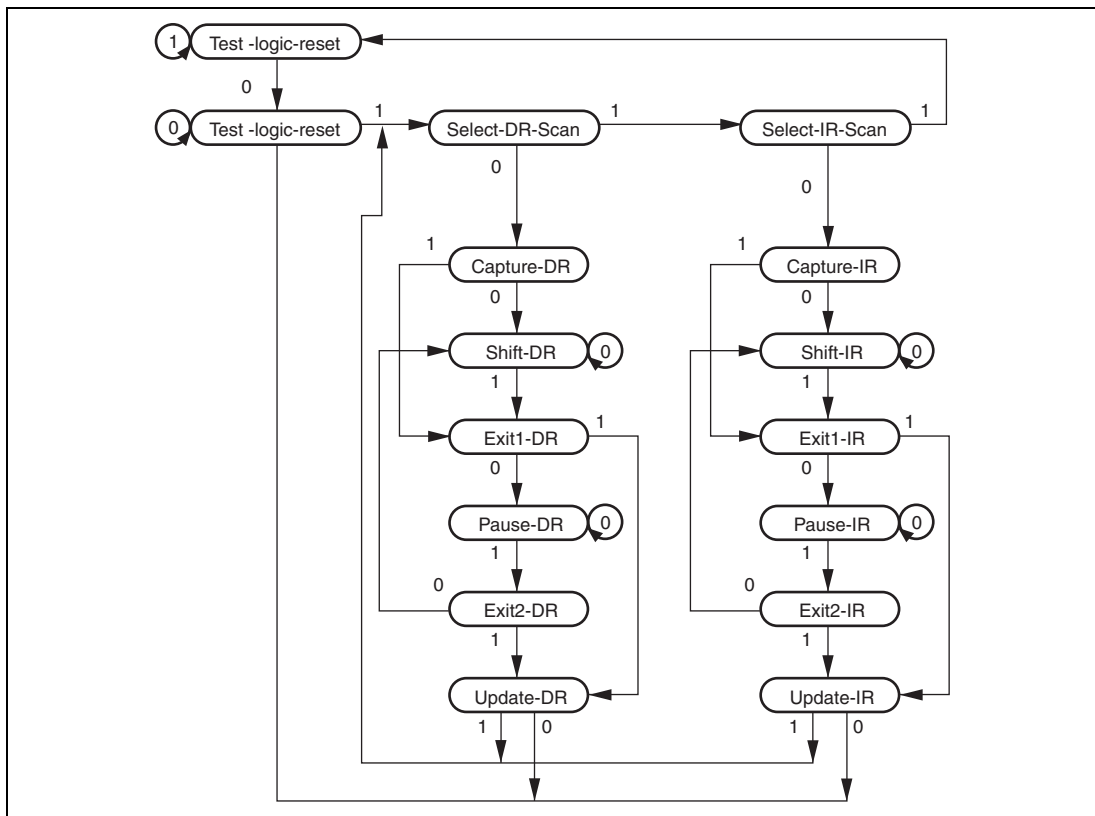 1 Test -logic-reset
0
0 Test -logic-reset 1 Select-DR-Scan 1 Select-IR-Scan 1
0 0
1 1
Capture-DR Capture-IR
0 0
Shift-DR 0 Shift-IR 0
1 1
Exit1-DR 1 Exit1-IR 1
0 0
Pause-DR 0 Pause-IR 0
1 1
0 0
Exit2-DR Exit2-IR
1 1
Update-DR Update-IR
1 0 1 0